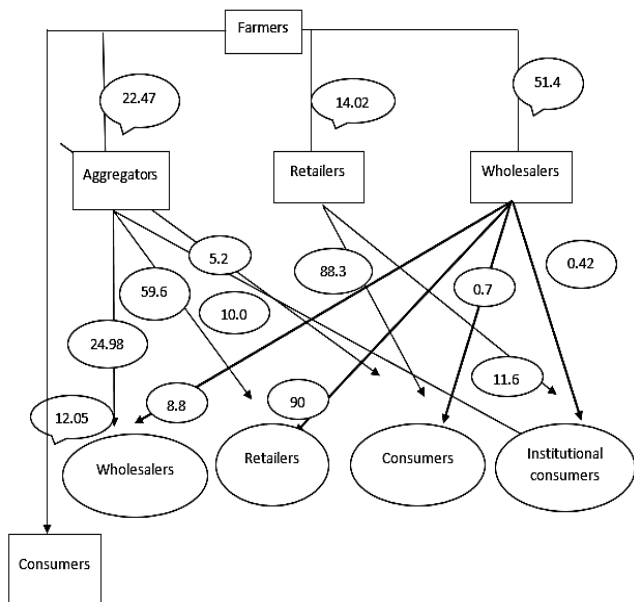 Farmers
22.47
14.02
51.4
Aggregators
Retailers
Wholesalers
5.2
88.3
0.42
59.6
10.0
0.7
24.98
11.6
12.05
8.8
90
Wholesalers
Retailers
Consumers
Institutional
consumers
Consumers